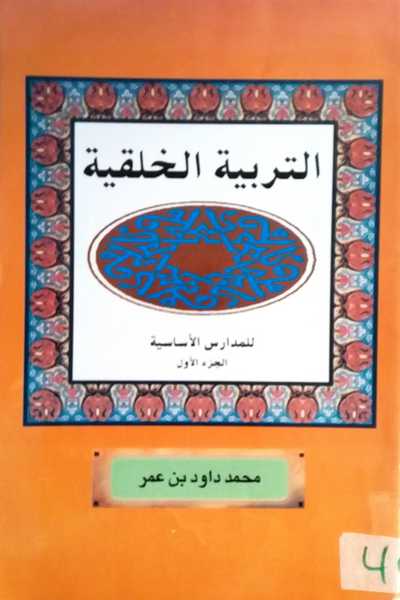 التربية الخلقية
للمدارس الأساسية
الجزء الأول
محمد داود بن عمر